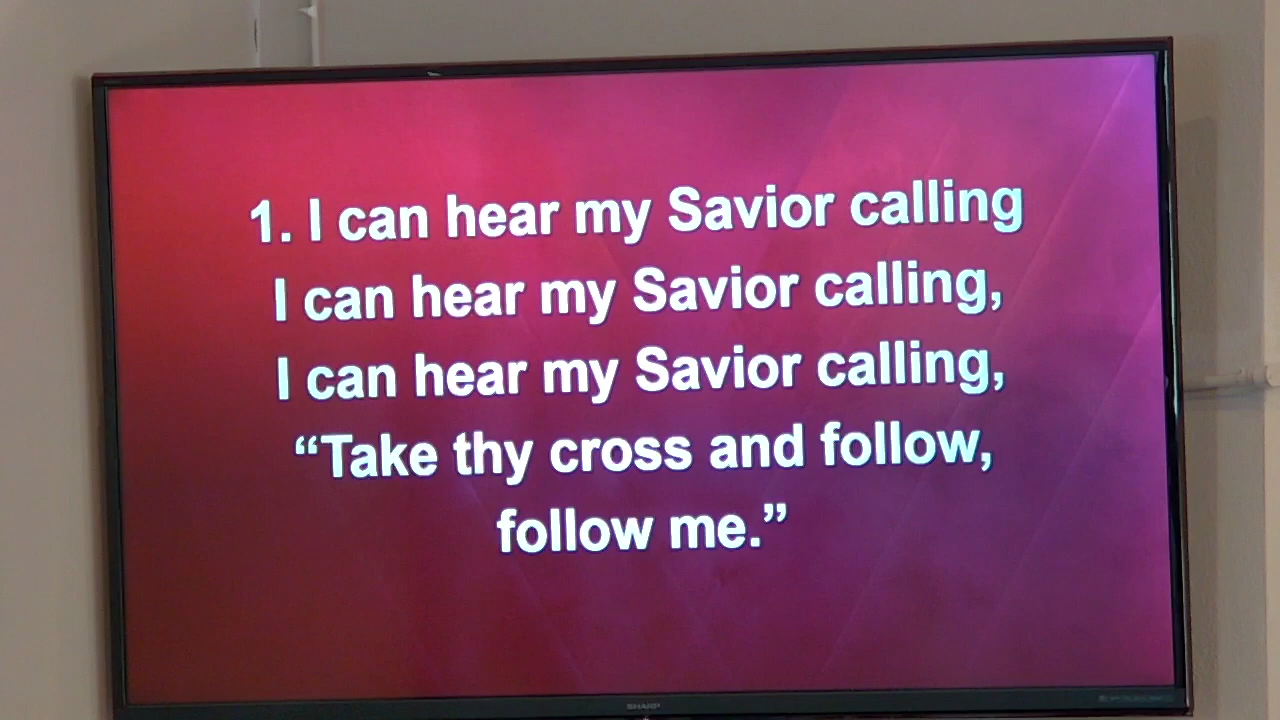 1. I can hear my Savior calling
I can hear my Savior calling,
I can hear my Savior calling,
“Take thy cross and follow,
follow me.”
SHARP